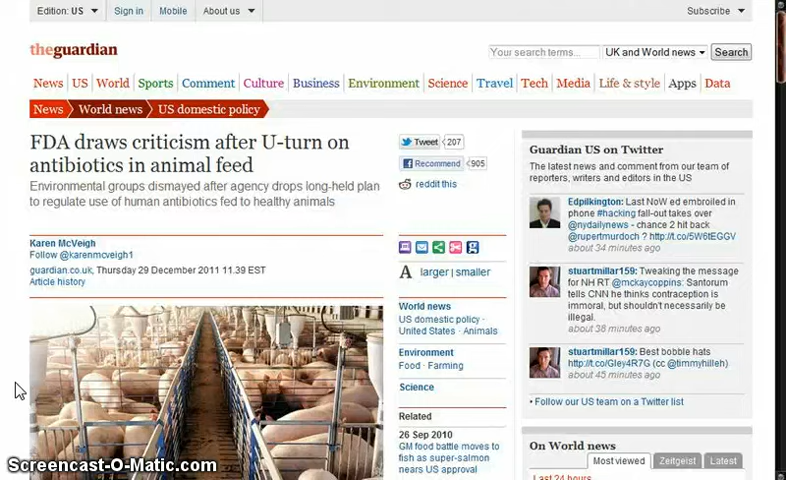 Edition: US Sign in Mobile About us Subscribe
theguardian
Your search terms... UK and World news Search
News US World Sports Comment Culture Business Environment Science Travel Tech Media Life & style Apps Data
News World news US domestic policy
FDA draws criticism after U-turn on
antibiotics in animal feed
Environmental groups dismayed after agency drops long-held plan
to regulate use of human antibiotics fed to healthy animals
Karen McVeigh
Follow @karenmcveigh1
guardian.co.uk, Thursday 29 December 2011 11.39 EST
Article history
Tweet 207
Recommend 905
reddit this
A larger | smaller
World news
US domestic policy ·
United States · Animals
Environment
Food · Farming
Science
Related
26 Sep 2010
GM food battle moves to
fish as super-salmon
nears US approval
Guardian US on Twitter
The latest news and comment from our team of
reporters, writers and editors in the US
Edpilkington: Last NoW ed embroiled in
phone #hacking fall-out takes over
@nydailynews - chance 2 hit back
@rupertmurdoch ? http://t.co/5W6tEGGV
about 34 minutes ago
stuartmillar159: Tweaking the message
for NH RT @mckaycoppins: Santorum
tells CNN he thinks contraception is
immoral, but shouldn't necessarily be
illegal.
about 38 minutes ago
stuartmillar159: Best bobble hats
http://t.co/Gley4R7G (cc @timmyhilleh)
about 45 minutes ago
· Follow our US team on a Twitter list
On World news
Most viewed Zeitgeist Latest
Last 24 hours
Screencast-O-Matic.com